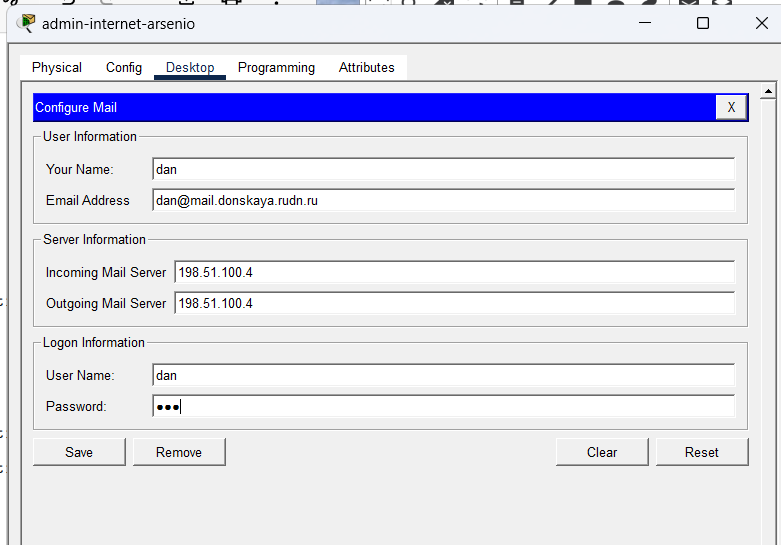 admin-internet-arsenio
Physical Config Desktop Programming Attributes
Configure Mail X
User Information
Your Name: dan
Email Address dan@mail.donskaya.rudn.ru
Server Information
Incoming Mail Server 198.51.100.4
Outgoing Mail Server 198.51.100.4
Logon Information
User Name: dan
Password: •••
Save Remove Clear Reset